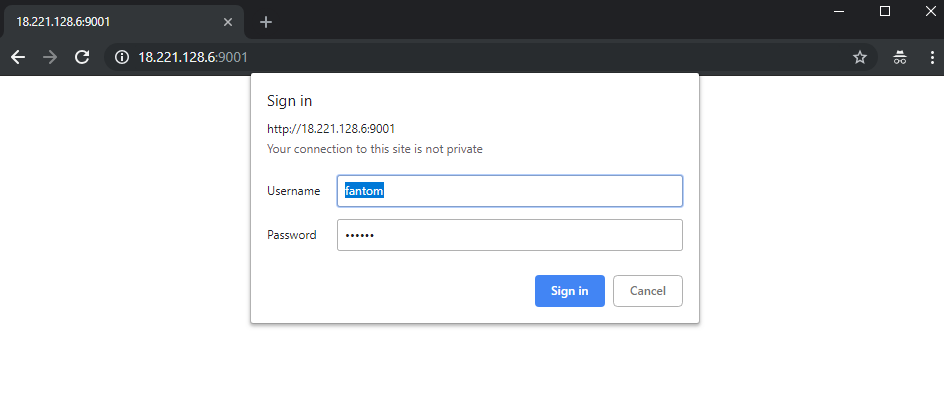 18.221.128.6:9001
18.221.128.6:9001
Sign in
http://18.221.128.6:9001
Your connection to this site is not private
Username fantom
Password ••••••
Sign in Cancel